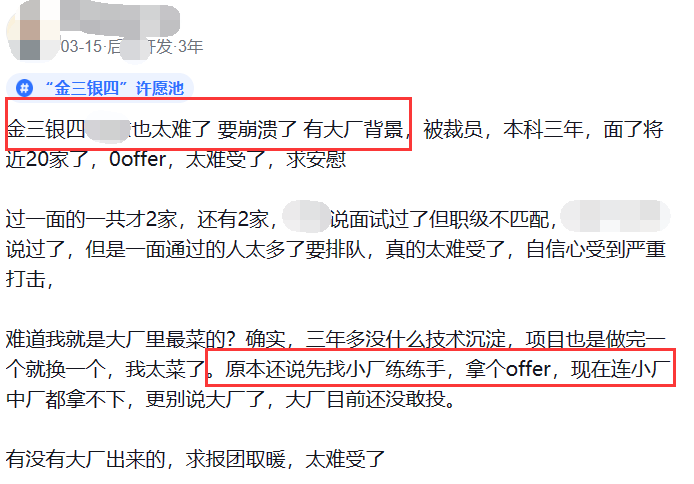 03-15·后 开发·3年
# “金三银四”许愿池
金三银四 也太难了 要崩溃了 有大厂背景，被裁员，本科三年，面了将
近20家了，0offer，太难受了，求安慰
过一面的一共才2家，还有2家， 说面试过了但职级不匹配，
说过了，但是一面通过的人太多了要排队，真的太难受了，自信心受到严重
打击，
难道我就是大厂里最菜的？确实，三年多没什么技术沉淀，项目也是做完一
个就换一个，我太菜了。原本还说先找小厂练练手，拿个offer，现在连小厂
中厂都拿不下，更别说大厂了，大厂目前还没敢投。
有没有大厂出来的，求报团取暖，太难受了